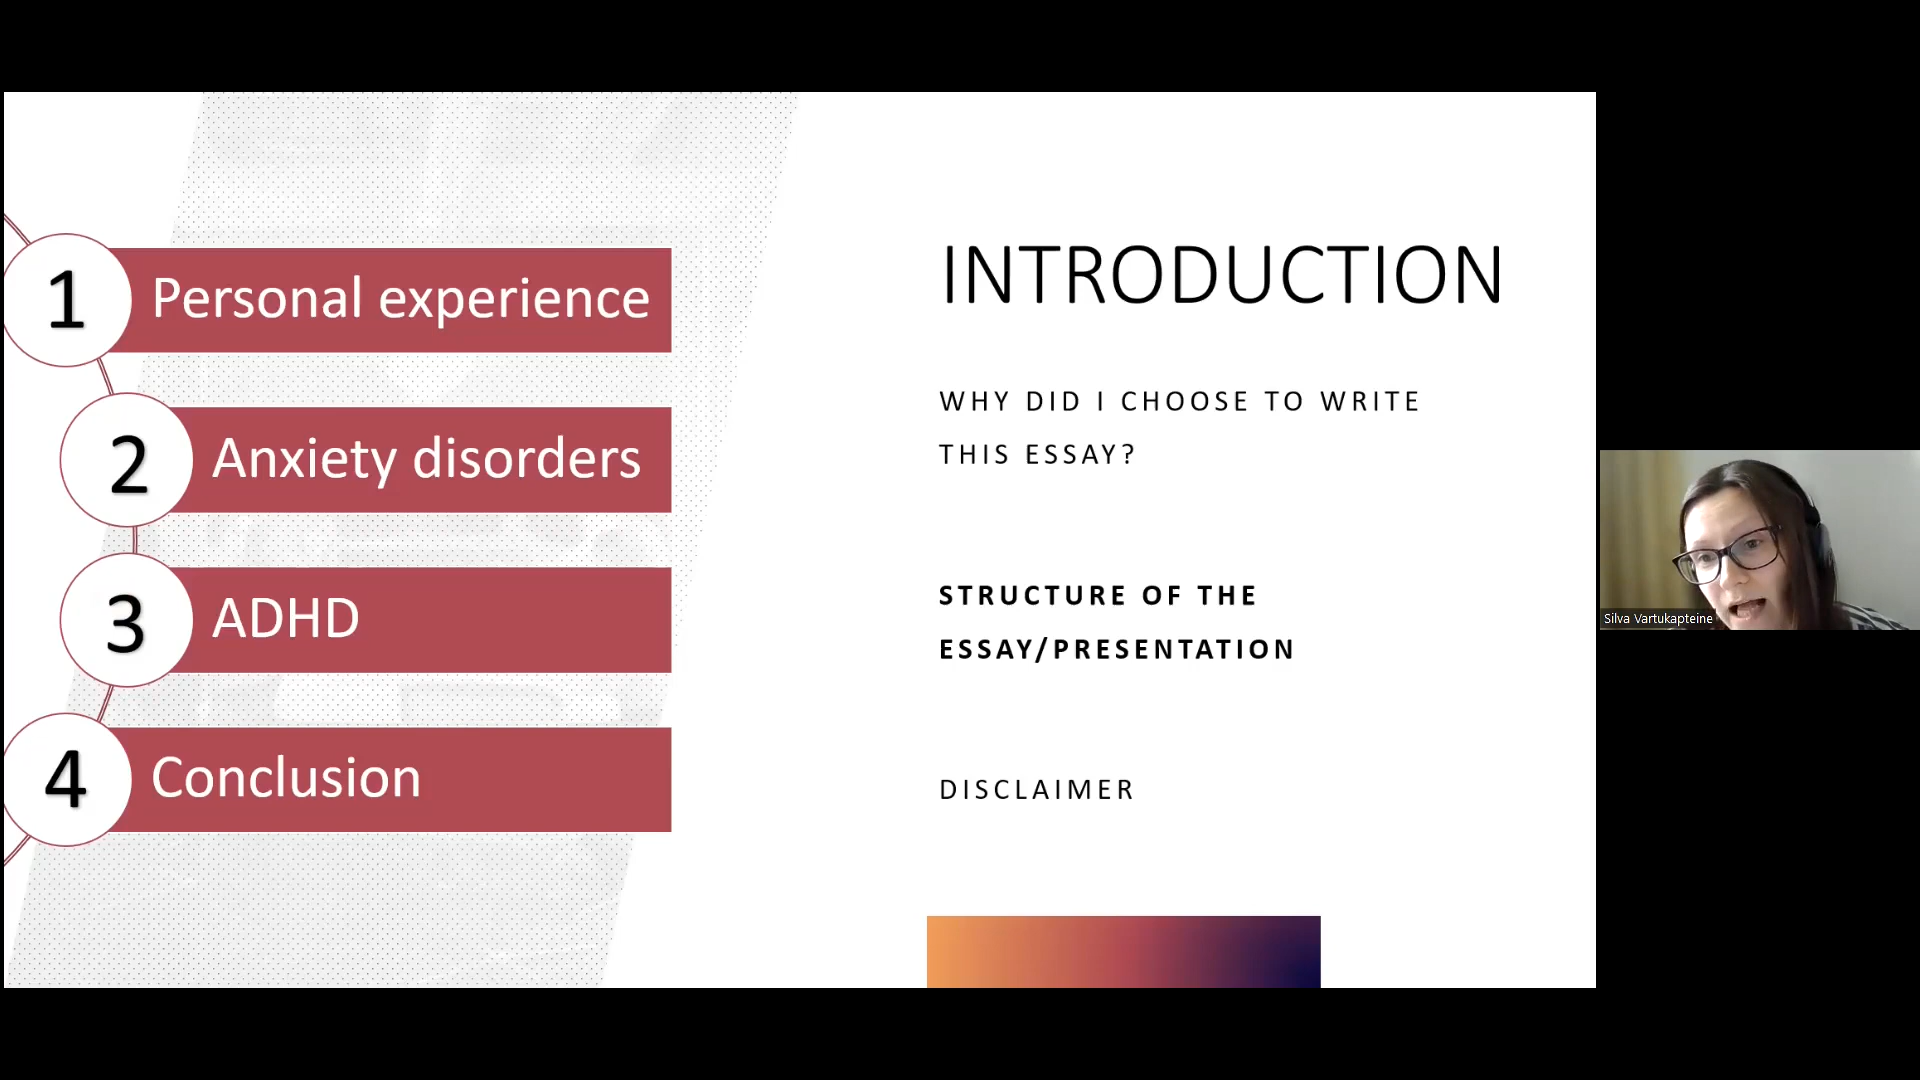 1 Personal experience
2 Anxiety disorders
3 ADHD
4 Conclusion
INTRODUCTION
WHY DID I CHOOSE TO WRITE
THIS ESSAY?
STRUCTURE OF THE
ESSAY/PRESENTATION
DISCLAIMER
Silva Vartukapteine